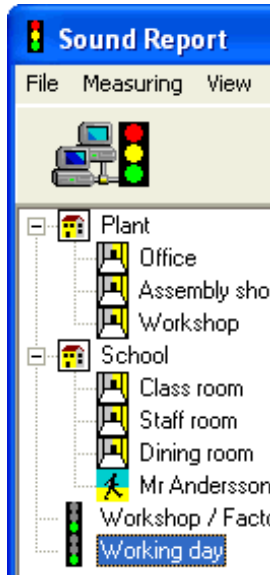 Sound Report
File Measuring View
Plant
Office
Assembly sho
Workshop
School
Class room
Staff room
Dining room
Mr Andersson
Workshop / Facto
Working day